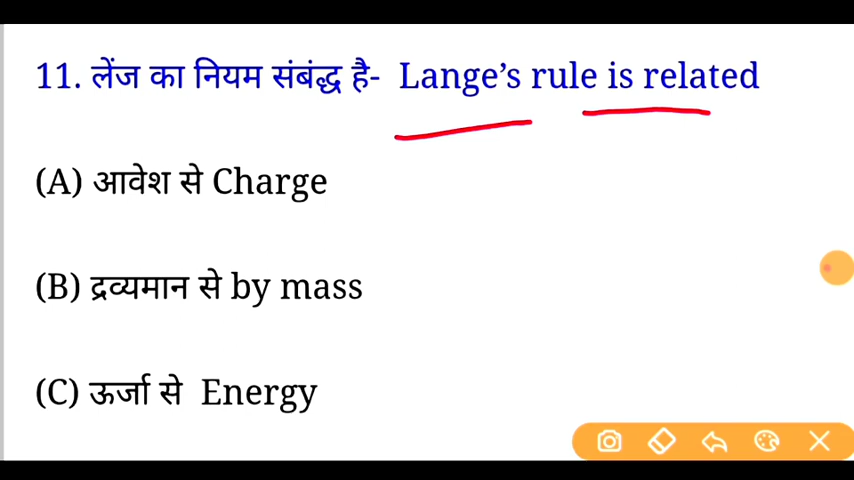 11. लेंज का नियम संबंद्ध है- Lange’s rule is related
(A) आवेश से Charge
(B) द्रव्यमान से by mass
(C) ऊर्जा से Energy